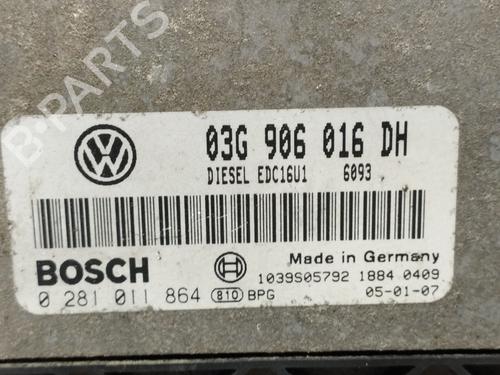 B-PARTS
VW
03G 906 016 DH
DIESEL EDC16U1 6093
BOSCH
Made in Germany
1039S05792 1884 0409
0 281 011 864 810 BPG 05-01-07